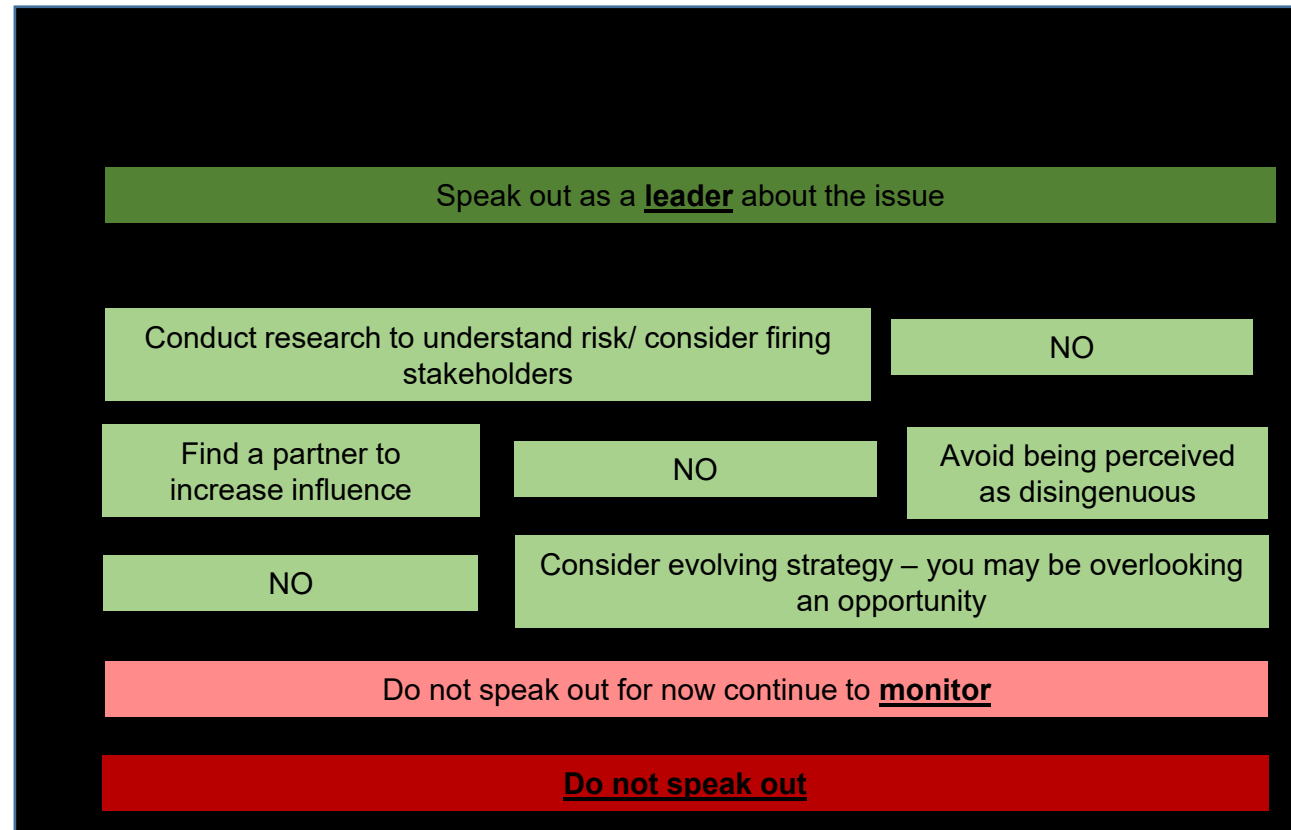 Speak out as a leader about the issue
Conduct research to understand risk/ consider firing
stakeholders
NO
Find a partner to
increase influence
NO
Avoid being perceived
as disingenuous
NO
Consider evolving strategy – you may be overlooking
an opportunity
Do not speak out for now continue to monitor
Do not speak out